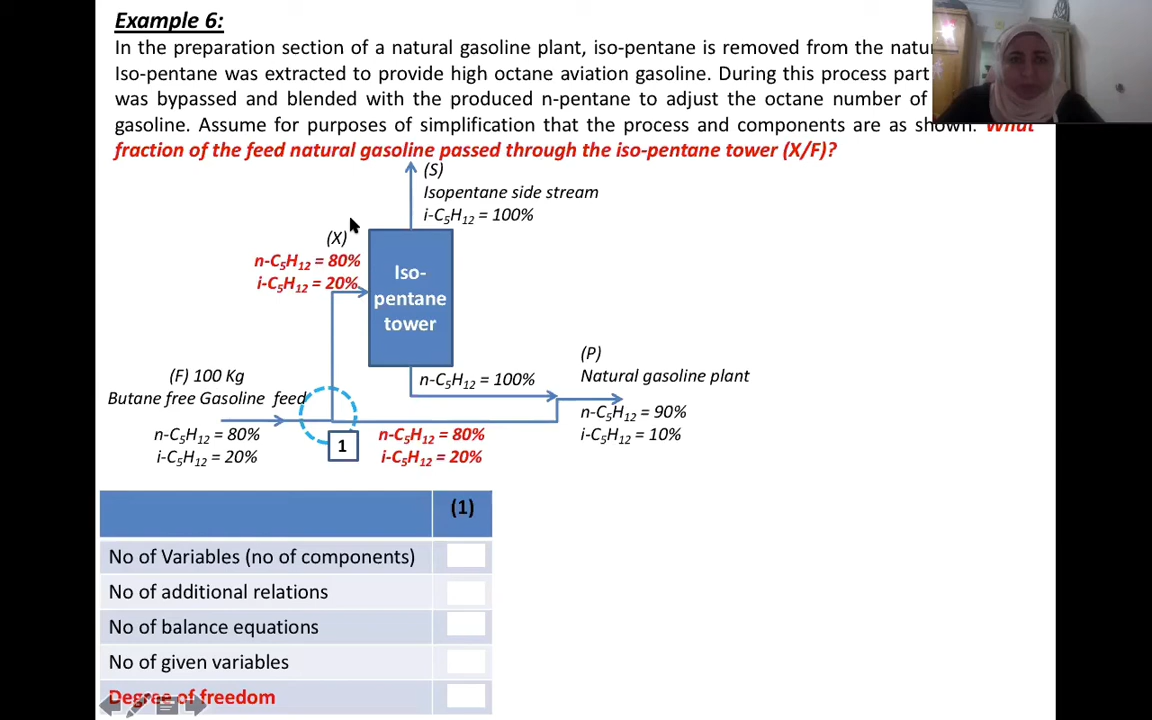 Example 6:
In the preparation section of a natural gasoline plant, iso-pentane is removed from the
Iso-pentane was extracted to provide high octane aviation gasoline. During this process part
was bypassed and blended with the produced n-pentane to adjust the octane number of
gasoline. Assume for purposes of simplification that the process and components are as shown. What
fraction of the feed natural gasoline passed through the iso-pentane tower (X/F)?
(S)
Isopentane side stream
i-C5H12 = 100%
(X)
n-C5H12 = 80%
i-C5H12 = 20%
Iso-
pentane
tower
(P)
Natural gasoline plant
n-C5H12 = 90%
i-C5H12 = 10%
n-C5H12 = 100%
(F) 100 Kg
Butane free Gasoline feed
n-C5H12 = 80%
i-C5H12 = 20%
1
n-C5H12 = 80%
i-C5H12 = 20%
(1)
No of Variables (no of components)
No of additional relations
No of balance equations
No of given variables
Degree of freedom